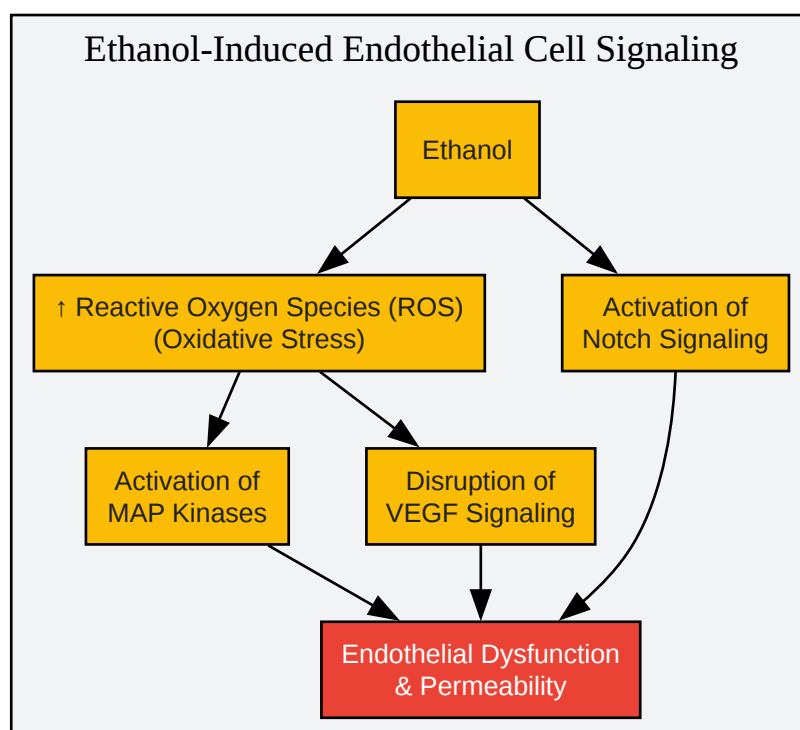 Ethanol-Induced Endothelial Cell Signaling
Ethanol
↑ Reactive Oxygen Species (ROS)
(Oxidative Stress)
Activation of
Notch Signaling
Activation of
MAP Kinases
Disruption of
VEGF Signaling
Endothelial Dysfunction
& Permeability